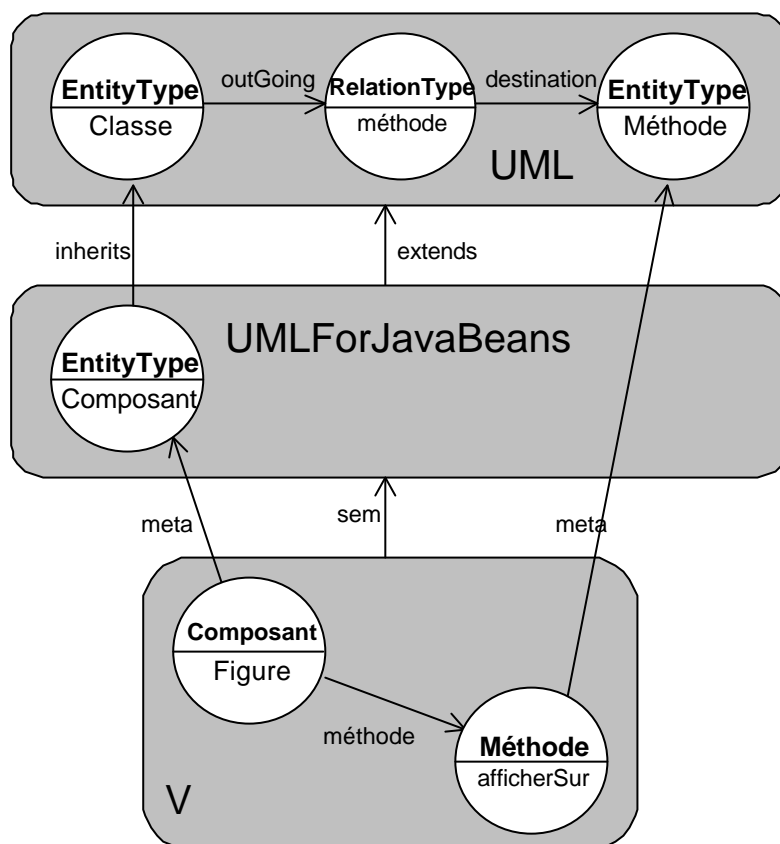 outGoing
destination
EntityType
Classe
RelationType
méthode
EntityType
Méthode
UML
inherits
extends
UMLForJavaBeans
EntityType
Composant
meta
sem
meta
Composant
Figure
méthode
Méthode
afficherSur
V